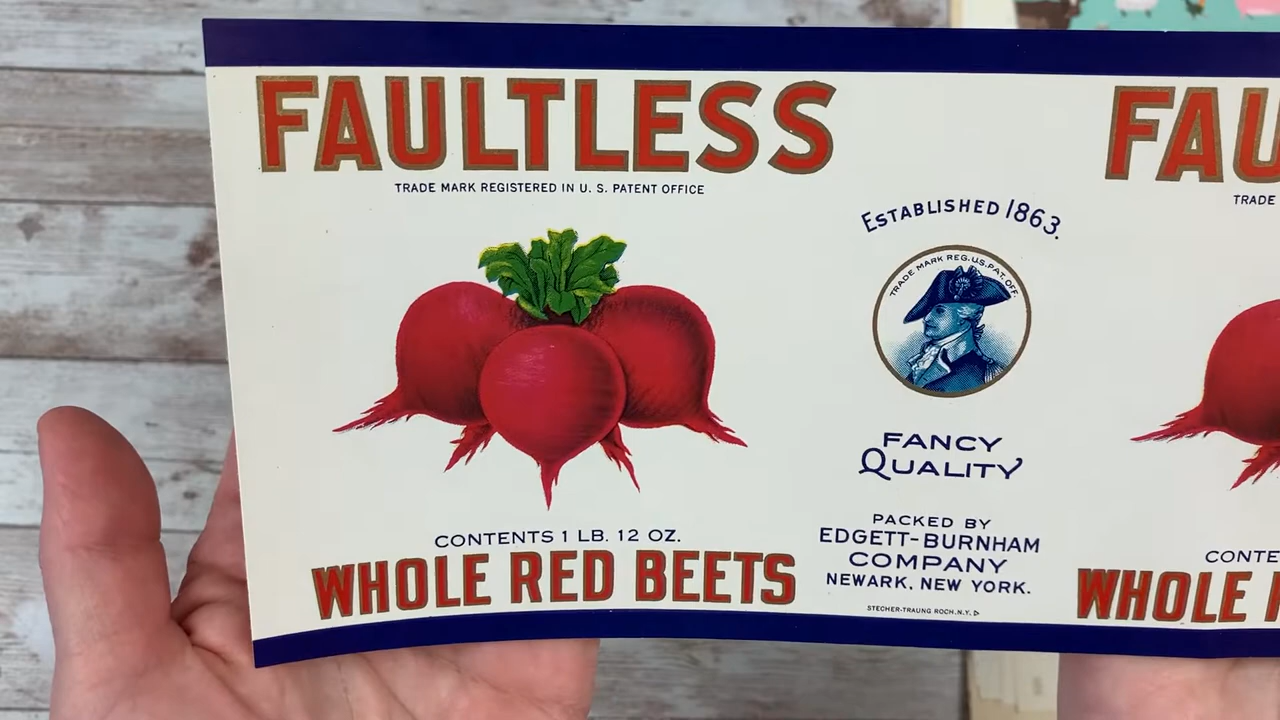 FAULTLESS
TRADE MARK REGISTERED IN U. S. PATENT OFFICE
CONTENTS 1 LB. 12 OZ.
WHOLE RED BEETS
ESTABLISHED 1863.
TRADE MARK REG. U.S. PAT. OFF.
FANCY
QUALITY
PACKED BY
EDGETT-BURNHAM
COMPANY
NEWARK, NEW YORK.
STECHER-TRAUNG ROCH.N.Y.
FAU
TRADE
CONTE
WHOLE